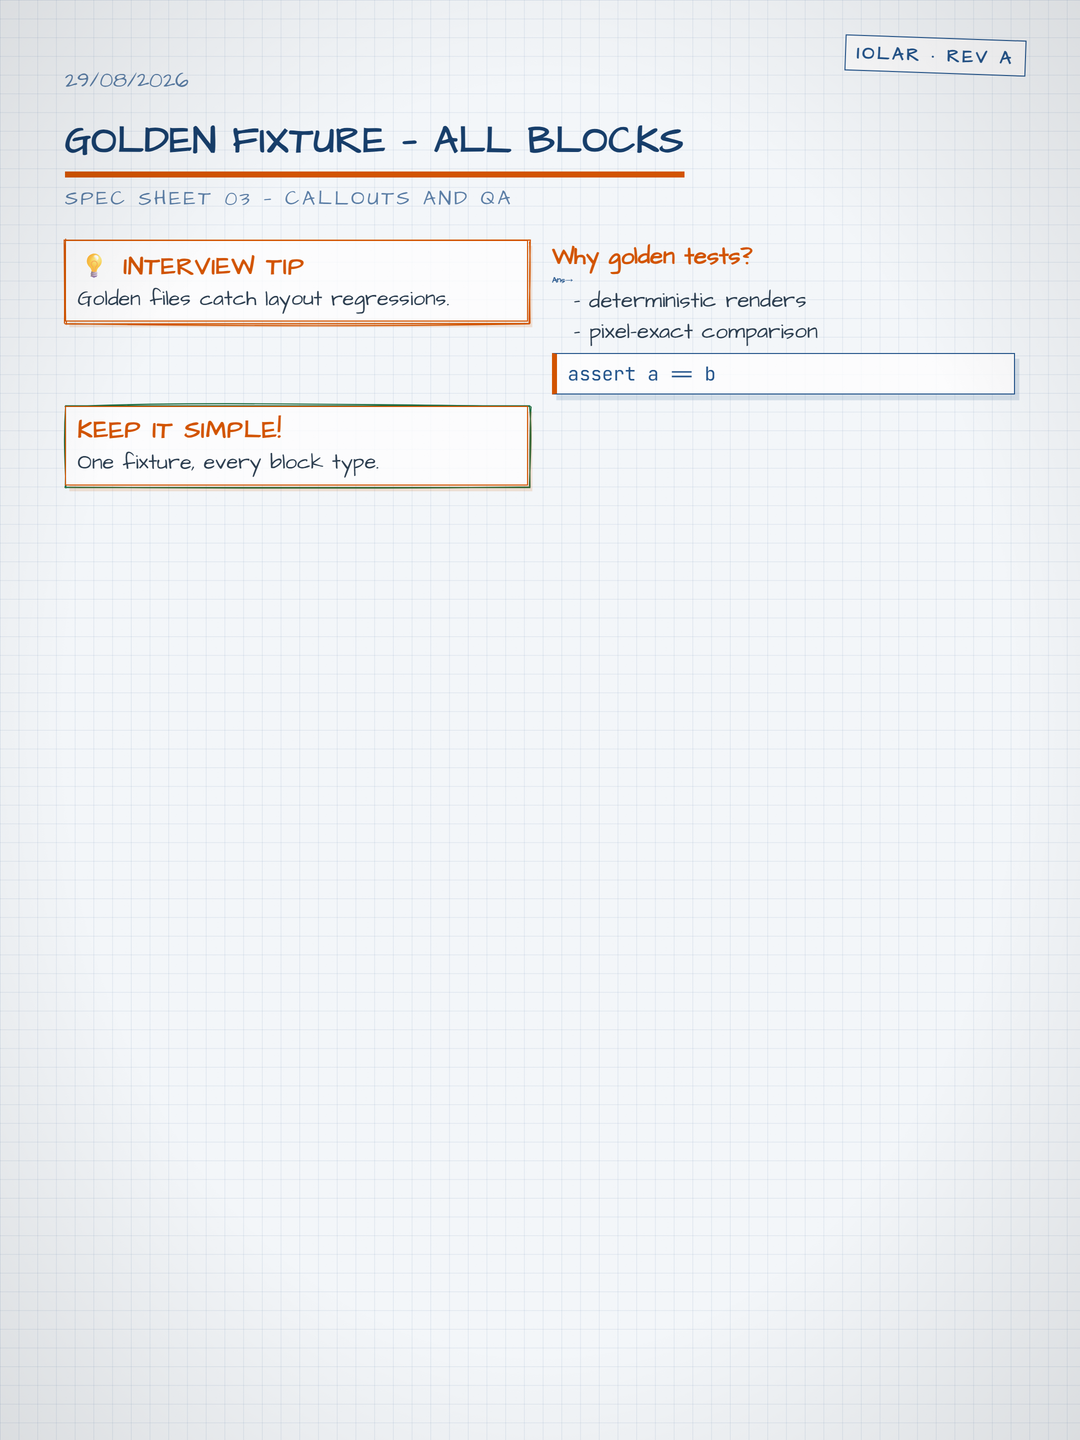 IOLAR · REV A
29/08/2026
GOLDEN FIXTURE - ALL BLOCKS
SPEC SHEET 03 - CALLOUTS AND QA
💡 INTERVIEW TIP
Golden files catch layout regressions.
KEEP IT SIMPLE!
One fixture, every block type.
Why golden tests?
Ans→
- deterministic renders
- pixel-exact comparison
assert a == b